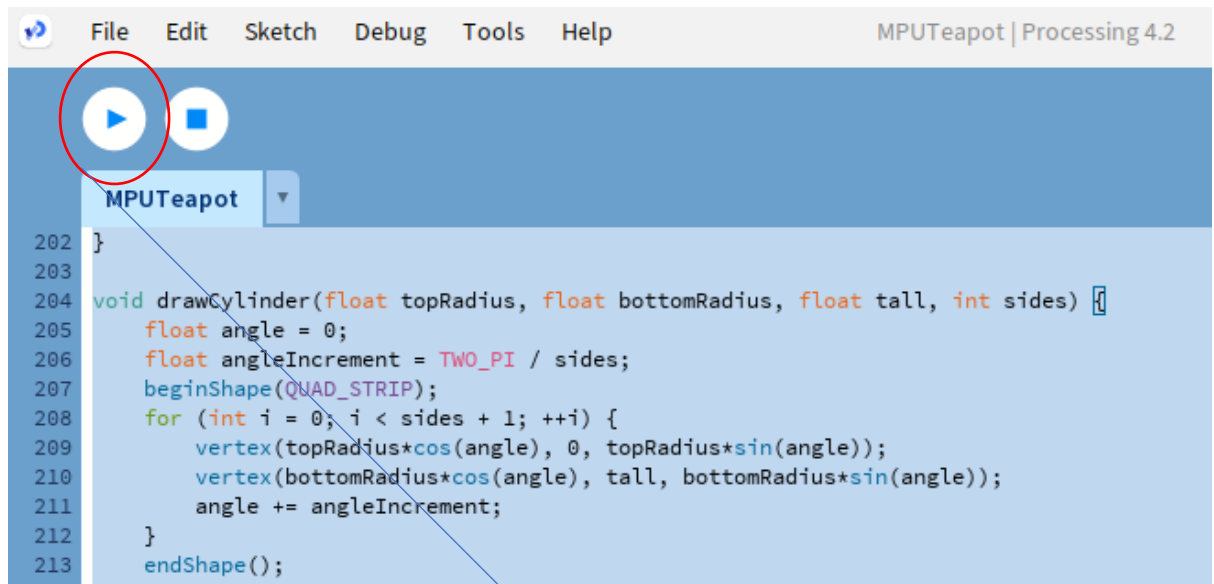 File Edit Sketch Debug Tools Help MPUTeapot | Processing 4.2
MPUTeapot ▼
202 }
203
204 void drawCylinder(float topRadius, float bottomRadius, float tall, int sides) {
205     float angle = 0;
206     float angleIncrement = TWO_PI / sides;
207     beginShape(QUAD_STRIP);
208     for (int i = 0; i < sides + 1; ++i) {
209         vertex(topRadius*cos(angle), 0, topRadius*sin(angle));
210         vertex(bottomRadius*cos(angle), tall, bottomRadius*sin(angle));
211         angle += angleIncrement;
212     }
213     endShape();